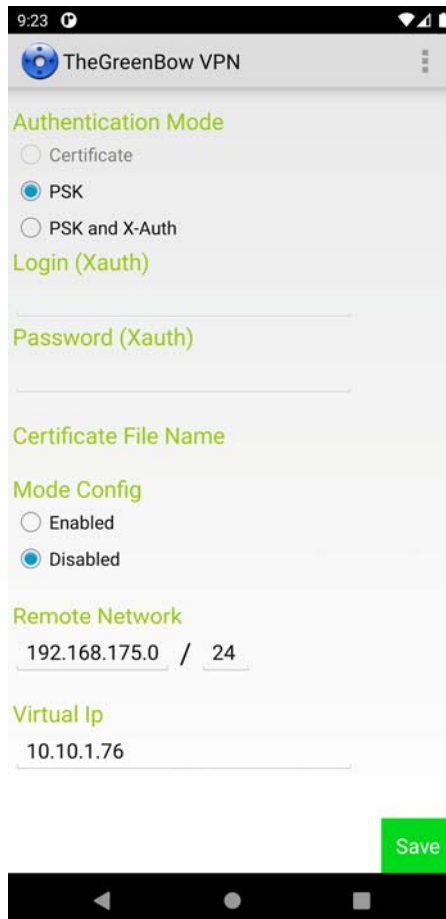 9:23
TheGreenBow VPN
Authentication Mode
Certificate
PSK
PSK and X-Auth
Login (Xauth)
Password (Xauth)
Certificate File Name
Mode Config
Enabled
Disabled
Remote Network
192.168.175.0 / 24
Virtual Ip
10.10.1.76
Save